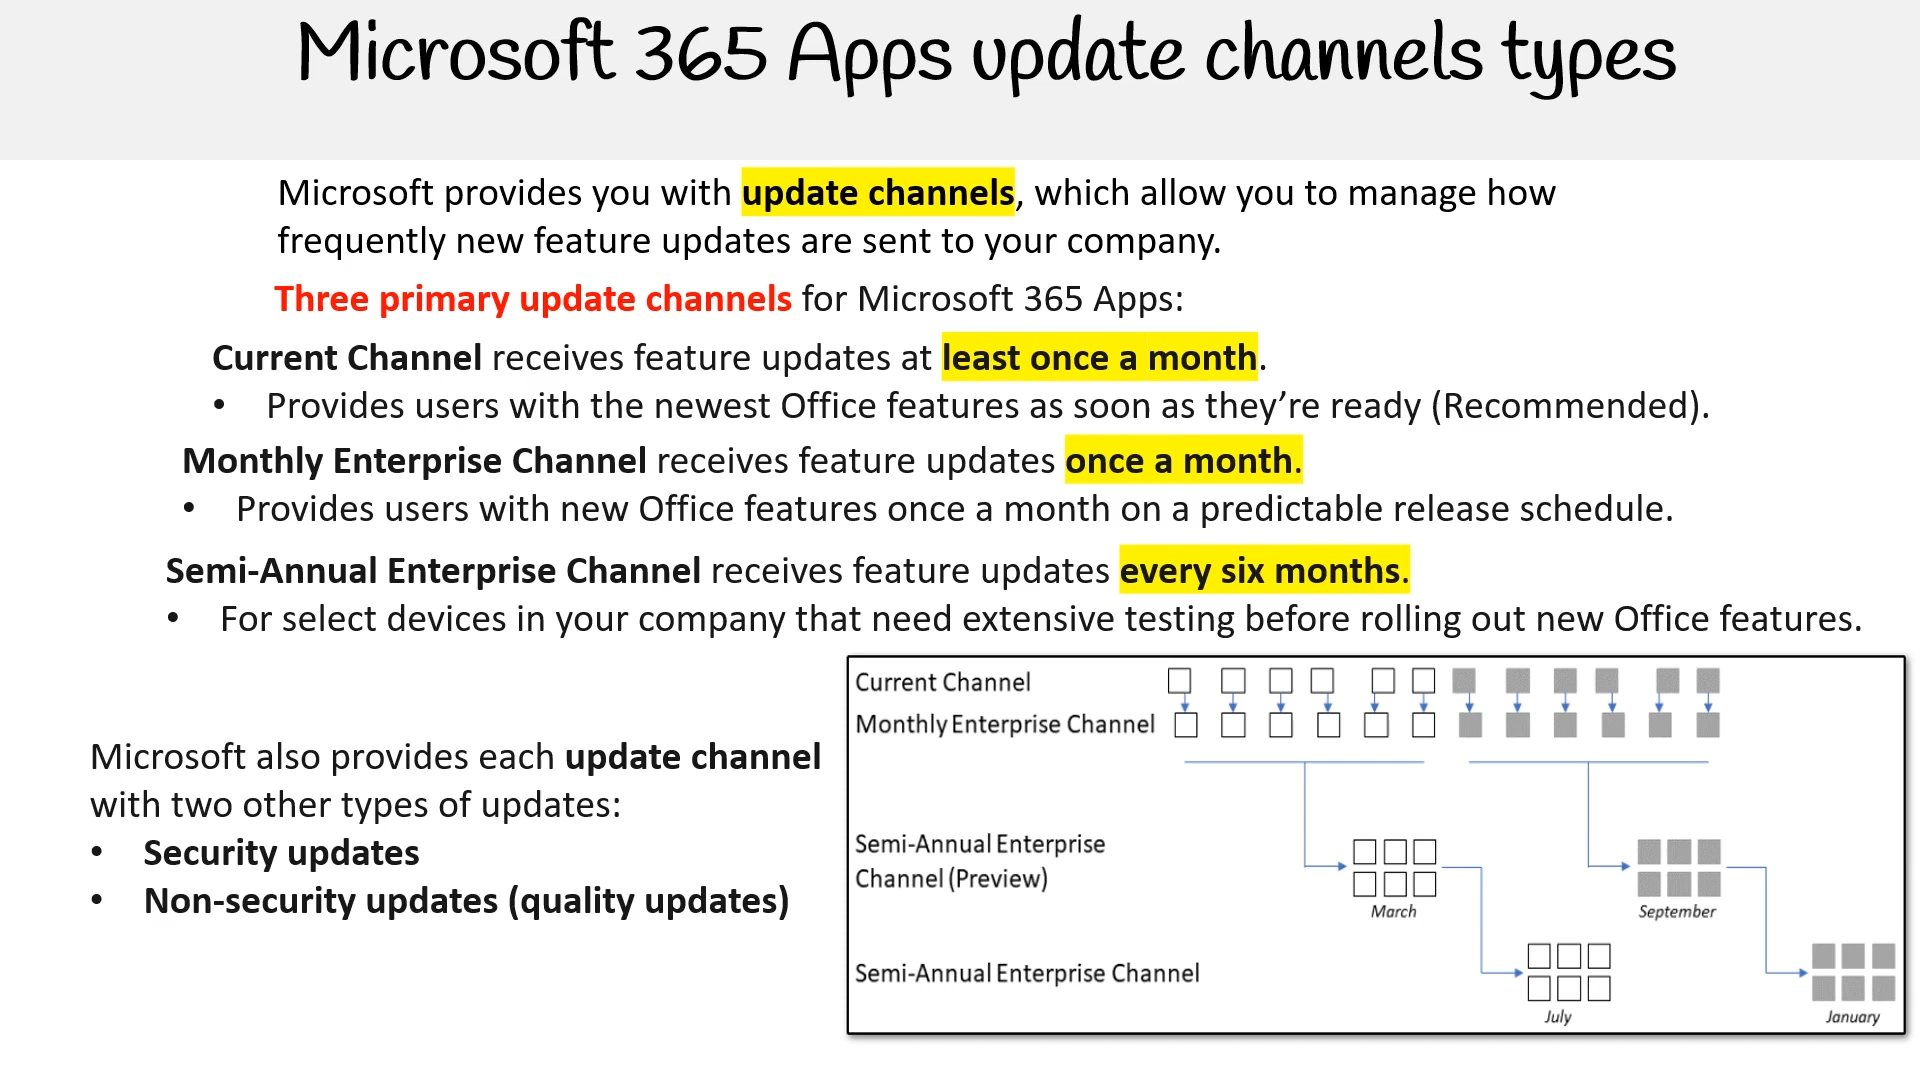 Microsoft 365 Apps update channels types
Microsoft provides you with update channels, which allow you to manage how
frequently new feature updates are sent to your company.
Three primary update channels for Microsoft 365 Apps:
Current Channel receives feature updates at least once a month.
• Provides users with the newest Office features as soon as they’re ready (Recommended).
Monthly Enterprise Channel receives feature updates once a month.
• Provides users with new Office features once a month on a predictable release schedule.
Semi-Annual Enterprise Channel receives feature updates every six months.
• For select devices in your company that need extensive testing before rolling out new Office features.
Microsoft also provides each update channel
with two other types of updates:
• Security updates
• Non-security updates (quality updates)
Current Channel
Monthly Enterprise Channel
Semi-Annual Enterprise
Channel (Preview)
March
September
Semi-Annual Enterprise Channel
July
January